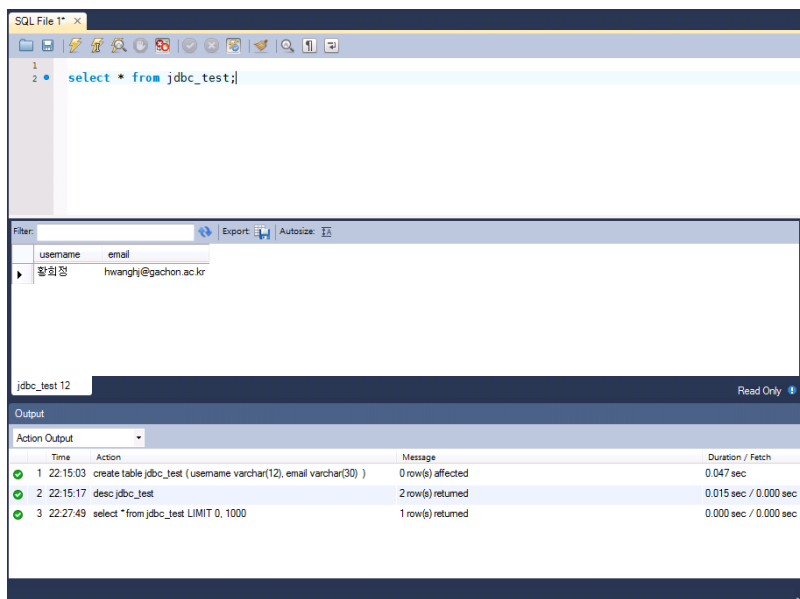 SQL File 1* ×
1
2 select * from jdbc_test;
Filter: Export: Autosize:
username email
황희정 hwanghj@gachon.ac.kr
jdbc_test 12
Read Only
Output
Action Output
Time Action Message Duration / Fetch
1 22:15:03 create table jdbc_test ( username varchar(12), email varchar(30) ) 0 row(s) affected 0.047 sec
2 22:15:17 desc jdbc_test 2 row(s) returned 0.015 sec / 0.000 sec
3 22:27:49 select * from jdbc_test LIMIT 0, 1000 1 row(s) returned 0.000 sec / 0.000 sec